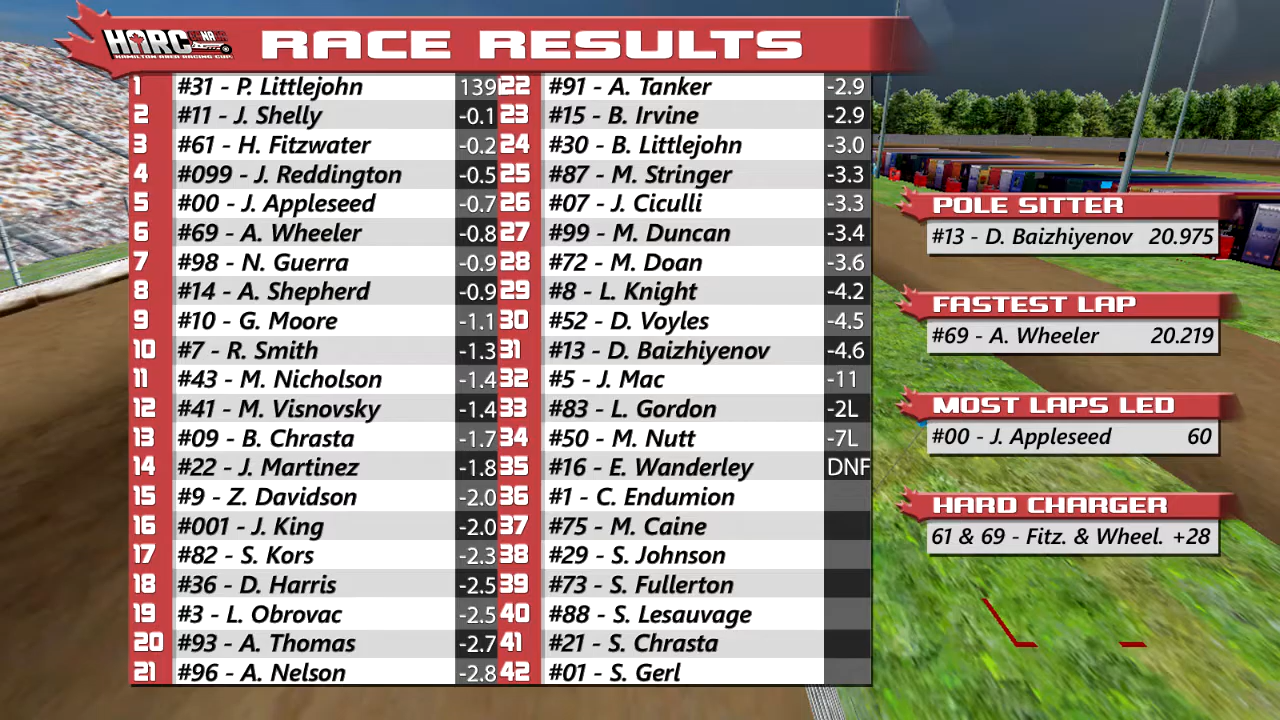 HARC NA
HAMILTON AREA RACING CUP
RACE RESULTS
1 #31 - P. Littlejohn 139
2 #11 - J. Shelly -0.1
3 #61 - H. Fitzwater -0.2
4 #099 - J. Reddington -0.5
5 #00 - J. Appleseed -0.7
6 #69 - A. Wheeler -0.8
7 #98 - N. Guerra -0.9
8 #14 - A. Shepherd -0.9
9 #10 - G. Moore -1.1
10 #7 - R. Smith -1.3
11 #43 - M. Nicholson -1.4
12 #41 - M. Visnovsky -1.4
13 #09 - B. Chrasta -1.7
14 #22 - J. Martinez -1.8
15 #9 - Z. Davidson -2.0
16 #001 - J. King -2.0
17 #82 - S. Kors -2.3
18 #36 - D. Harris -2.5
19 #3 - L. Obrovac -2.5
20 #93 - A. Thomas -2.7
21 #96 - A. Nelson -2.8
22 #91 - A. Tanker -2.9
23 #15 - B. Irvine -2.9
24 #30 - B. Littlejohn -3.0
25 #87 - M. Stringer -3.3
26 #07 - J. Ciculli -3.3
27 #99 - M. Duncan -3.4
28 #72 - M. Doan -3.6
29 #8 - L. Knight -4.2
30 #52 - D. Voyles -4.5
31 #13 - D. Baizhiyenov -4.6
32 #5 - J. Mac -11
33 #83 - L. Gordon -2L
34 #50 - M. Nutt -7L
35 #16 - E. Wanderley DNF
36 #1 - C. Endumion
37 #75 - M. Caine
38 #29 - S. Johnson
39 #73 - S. Fullerton
40 #88 - S. Lesauvage
41 #21 - S. Chrasta
42 #01 - S. Gerl
POLE SITTER
#13 - D. Baizhiyenov 20.975
FASTEST LAP
#69 - A. Wheeler 20.219
MOST LAPS LED
#00 - J. Appleseed 60
HARD CHARGER
61 & 69 - Fitz. & Wheel. +28